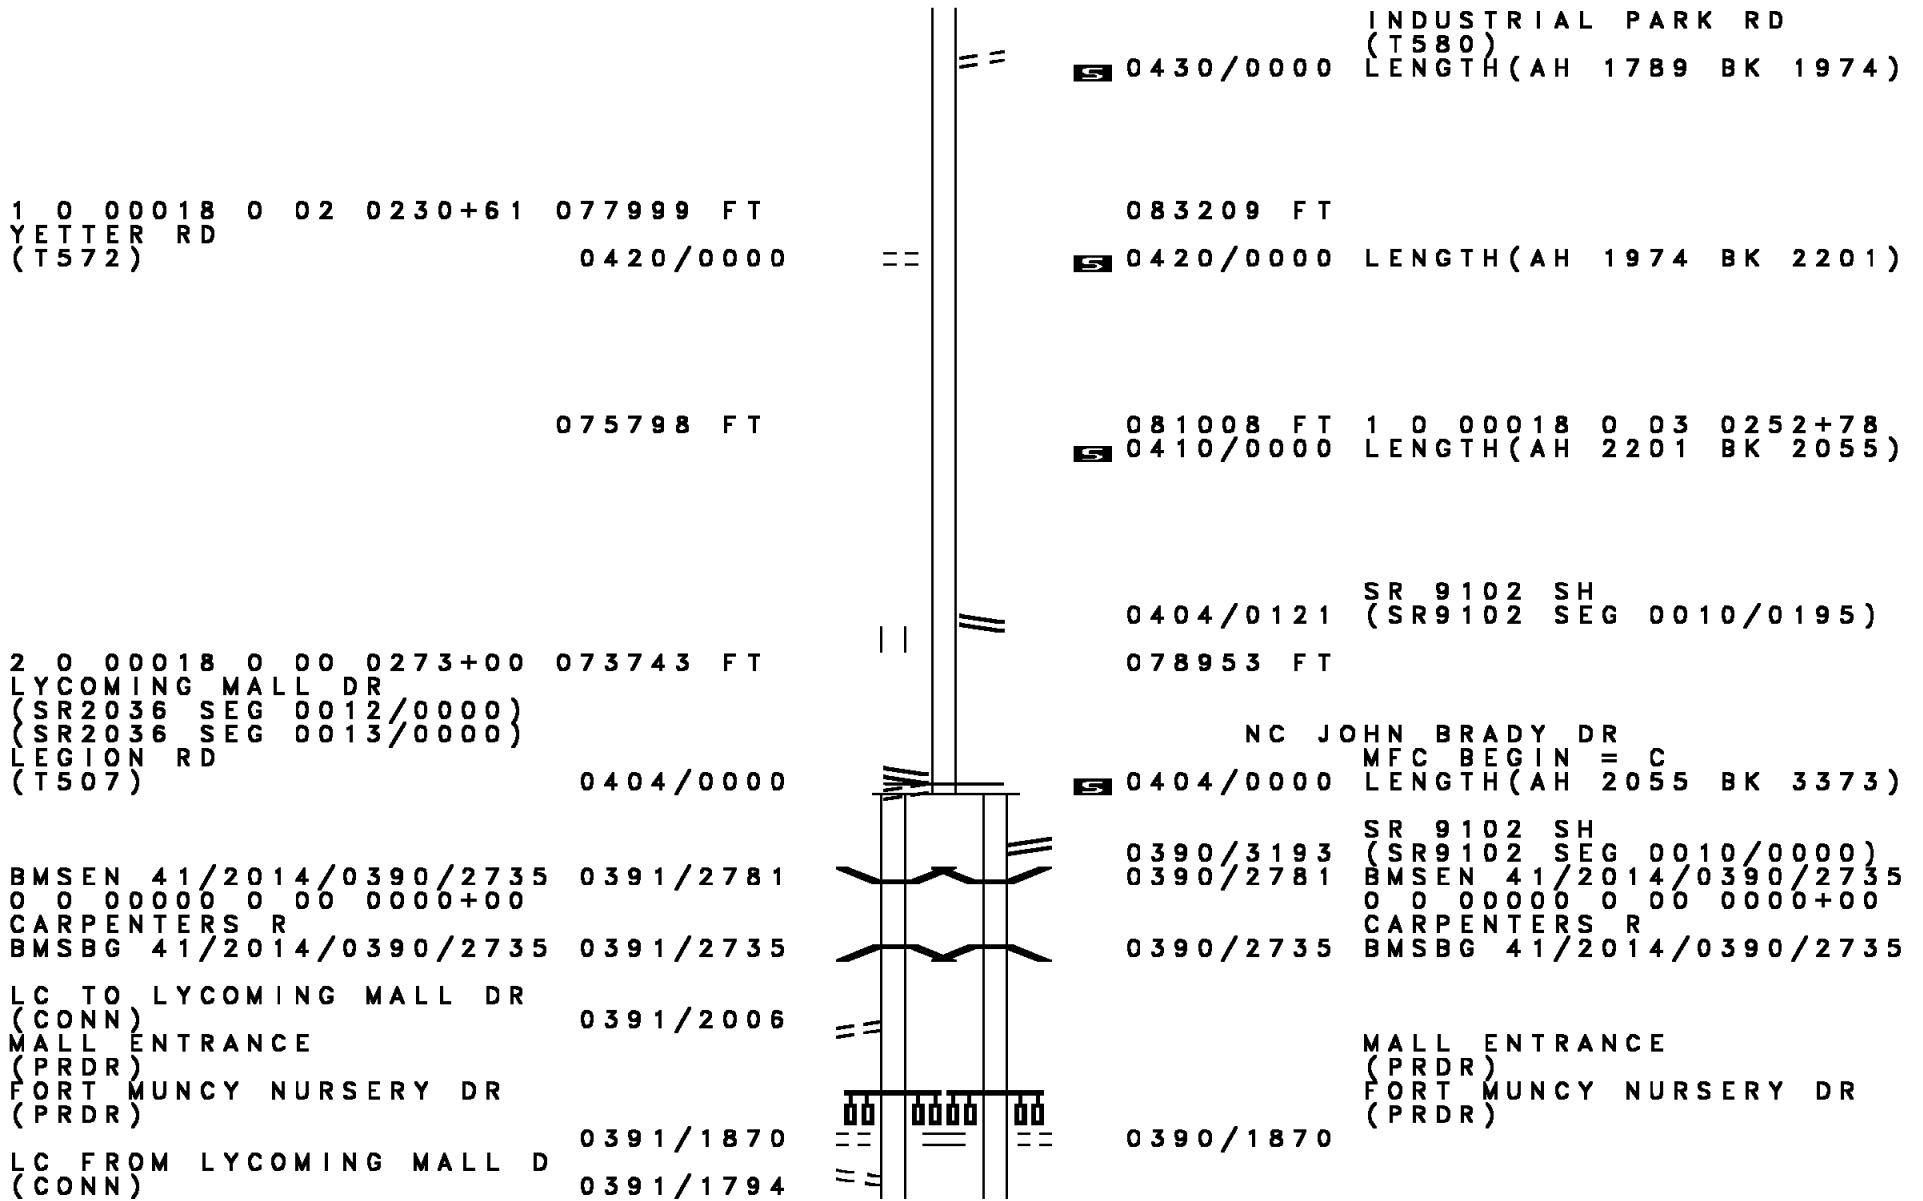 INDUSTRIAL PARK RD
(T580)
S 0430/0000 LENGTH(AH 1789 BK 1974)
1 0 00018 0 02 0230+61 077999 FT 083209 FT
YETTER RD
(T572) 0420/0000 S 0420/0000 LENGTH(AH 1974 BK 2201)
075798 FT 081008 FT 1 0 00018 0 03 0252+78
S 0410/0000 LENGTH(AH 2201 BK 2055)
SR 9102 SH
0404/0121 (SR9102 SEG 0010/0195)
2 0 00018 0 00 0273+00 073743 FT 078953 FT
LYCOMING MALL DR
(SR2036 SEG 0012/0000)
(SR2036 SEG 0013/0000) NC JOHN BRADY DR
LEGION RD MFC BEGIN = C
(T507) 0404/0000 S 0404/0000 LENGTH(AH 2055 BK 3373)
SR 9102 SH
0390/3193 (SR9102 SEG 0010/0000)
BMSEN 41/2014/0390/2735 0391/2781 0390/2781 BMSEN 41/2014/0390/2735
0 0 00000 0 00 0000+00 0 0 00000 0 00 0000+00
CARPENTERS R CARPENTERS R
BMSBG 41/2014/0390/2735 0391/2735 0390/2735 BMSBG 41/2014/0390/2735
LC TO LYCOMING MALL DR
(CONN) 0391/2006
MALL ENTRANCE MALL ENTRANCE
(PRDR) (PRDR)
FORT MUNCY NURSERY DR FORT MUNCY NURSERY DR
(PRDR) (PRDR)
0391/1870 0390/1870
LC FROM LYCOMING MALL D
(CONN) 0391/1794